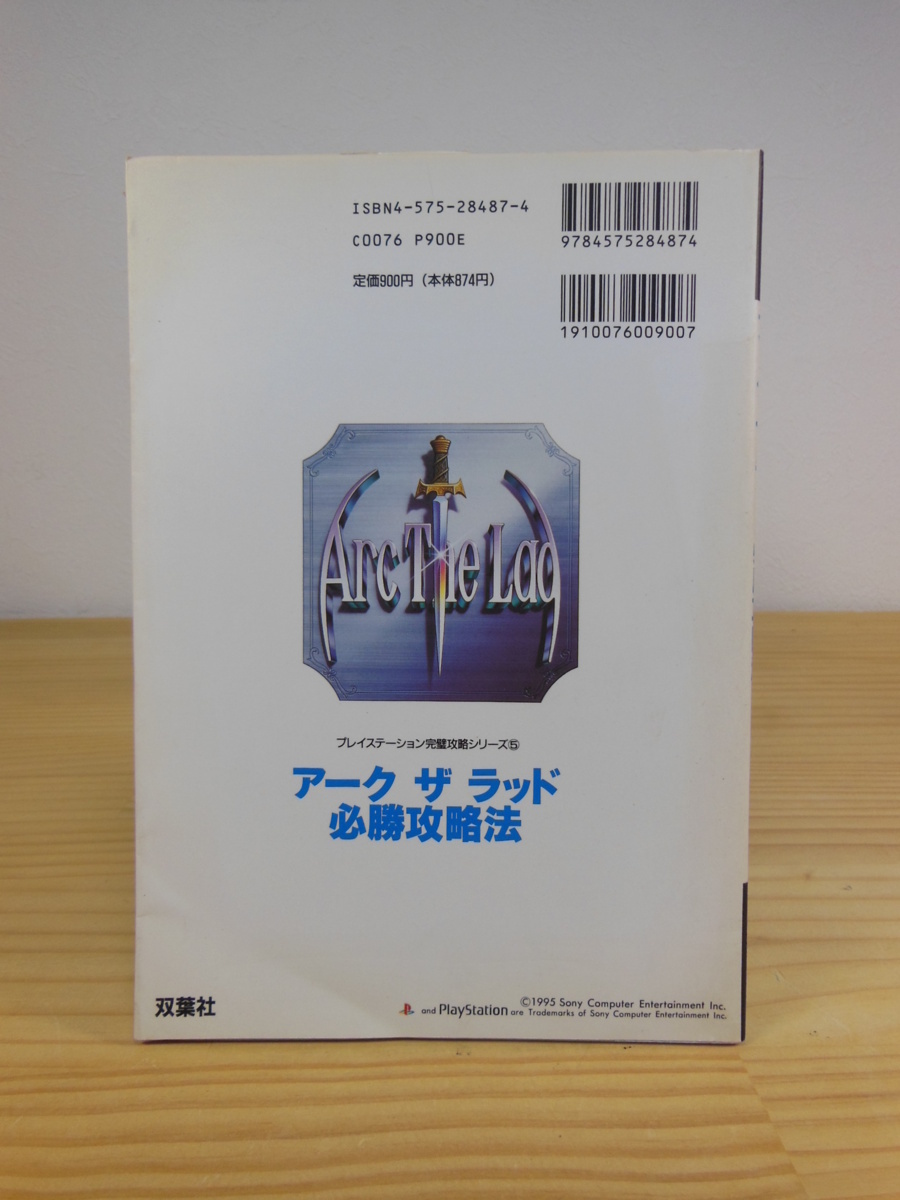 ISBN4-575-28487-4
C0076 P900E
定価900円（本体874円）
9784575284874
1910076009007
Arc The Lad
プレイステーション完璧攻略シリーズ⑤
アーク ザ ラッド
必勝攻略法
双葉社
©1995 Sony Computer Entertainment Inc.
and PlayStation are Trademarks of Sony Computer Entertainment Inc.